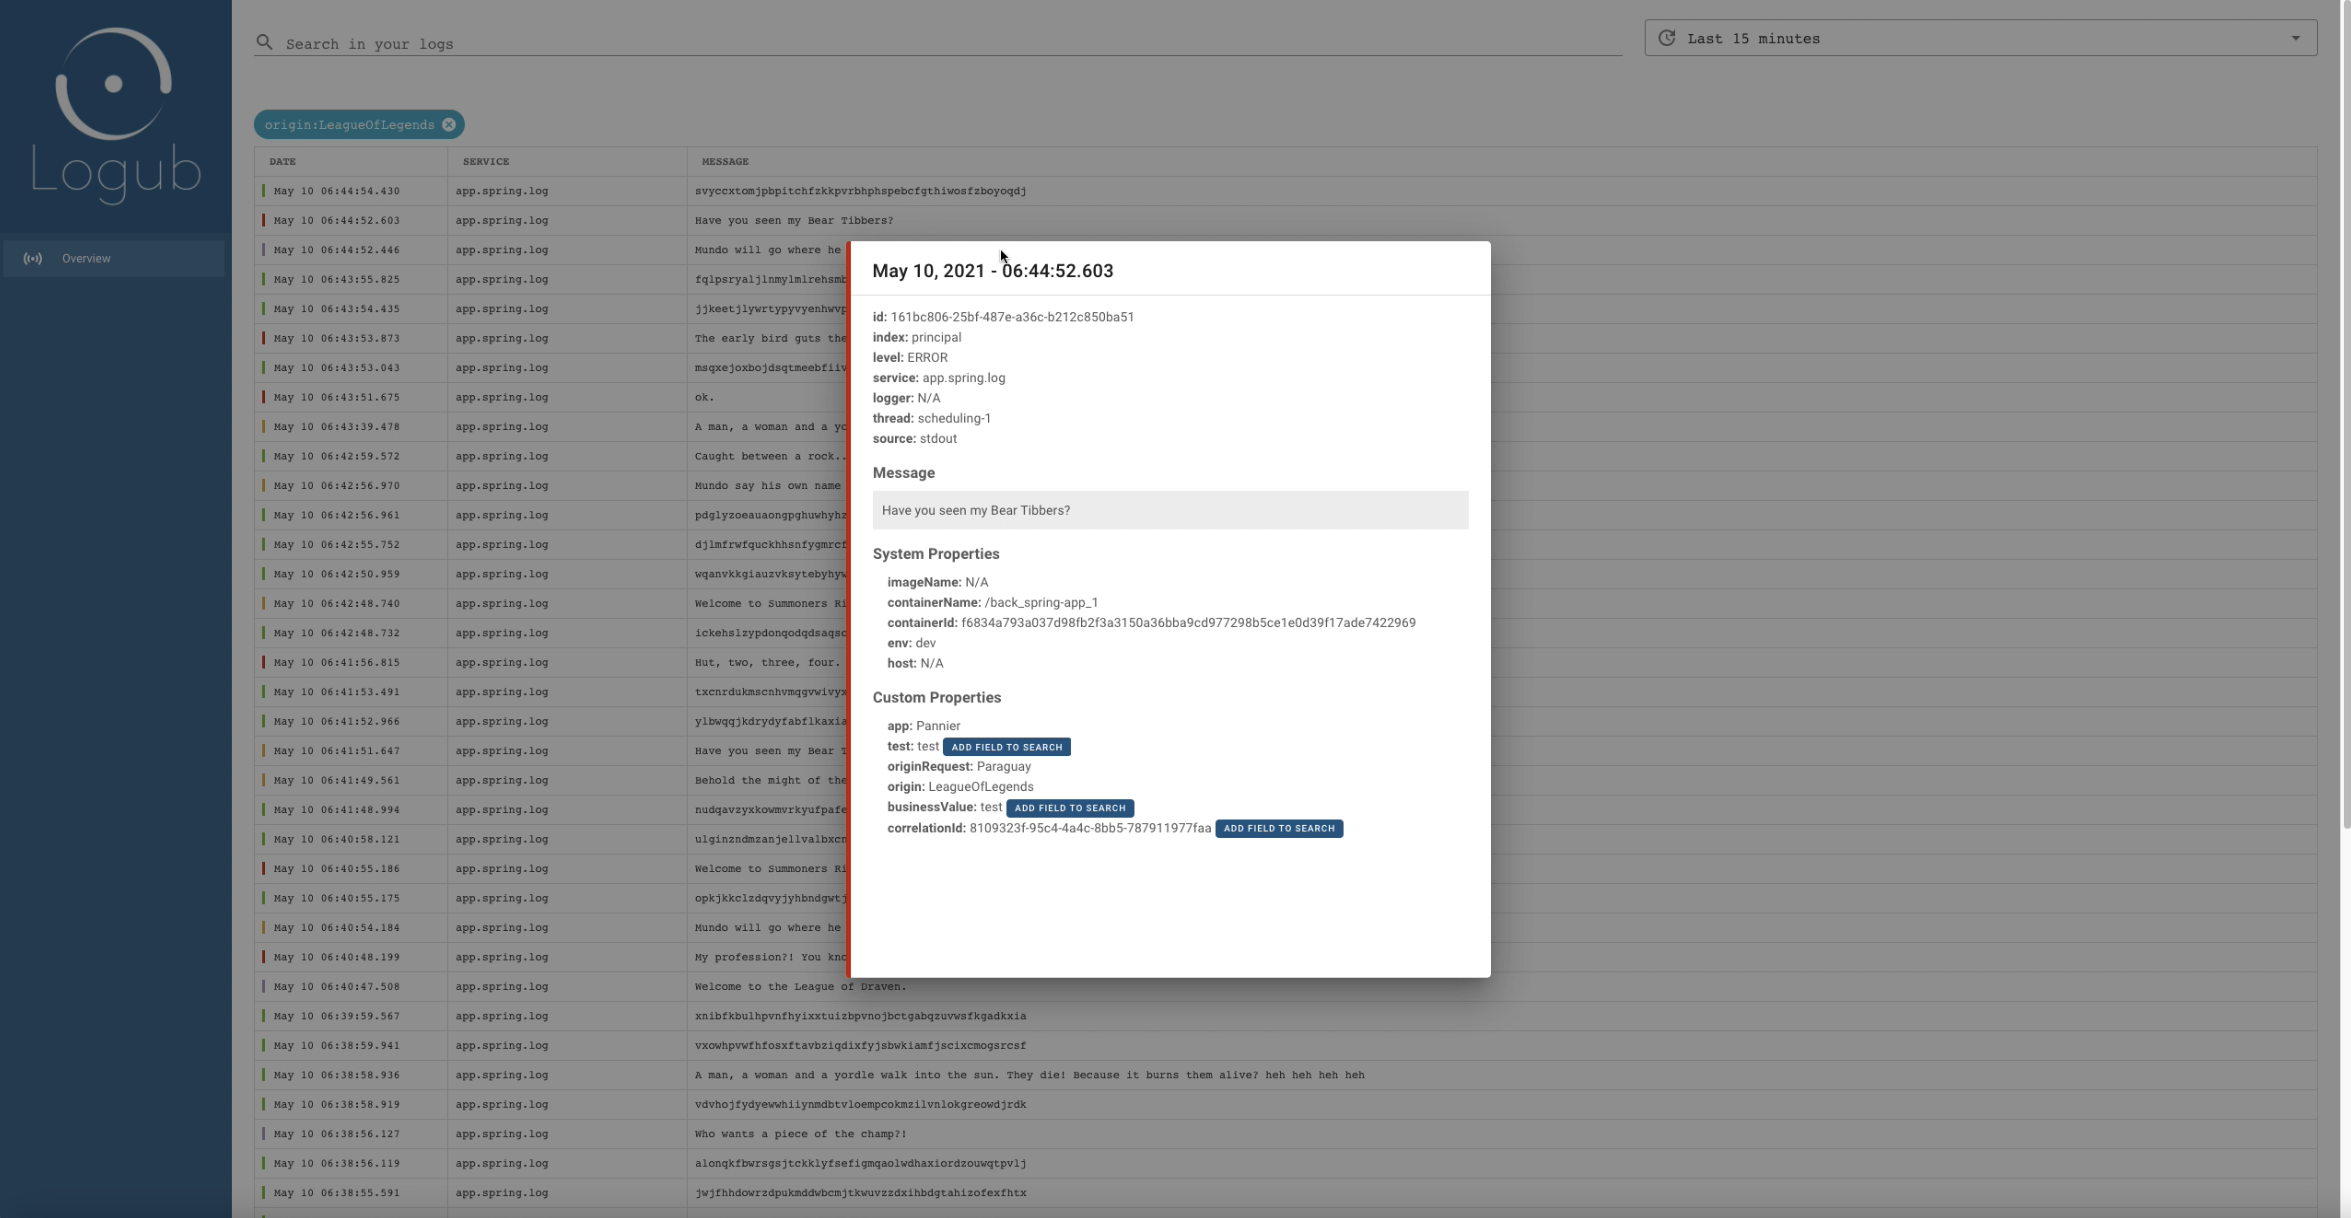 Logub
Overview
Search in your logs
Last 15 minutes
origin:LeagueOfLegends
DATE SERVICE MESSAGE
May 10 06:44:54.430 app.spring.log svyccxtomjpbpitchfzkkpvrbhphspebcfgthiwosfzboyoqdj
May 10 06:44:52.603 app.spring.log Have you seen my Bear Tibbers?
May 10 06:44:52.446 app.spring.log Mundo will go where he
May 10 06:43:55.825 app.spring.log fqlpsryaljlnmylmlrehsmb
May 10 06:43:54.435 app.spring.log jjkeetjlywrtypyvyenhwvp
May 10 06:43:53.873 app.spring.log The early bird guts the
May 10 06:43:53.043 app.spring.log msqxejoxbojdsqtmeebfiiv
May 10 06:43:51.675 app.spring.log ok.
May 10 06:43:39.478 app.spring.log A man, a woman and a yo
May 10 06:42:59.572 app.spring.log Caught between a rock..
May 10 06:42:56.970 app.spring.log Mundo say his own name
May 10 06:42:56.961 app.spring.log pdglyzoeauaongpghuwhyhz
May 10 06:42:55.752 app.spring.log djlmfrwfquckhhsnfygmrcf
May 10 06:42:50.959 app.spring.log wqanvkkgiauzvksytebyhyw
May 10 06:42:48.740 app.spring.log Welcome to Summoners Ri
May 10 06:42:48.732 app.spring.log ickehslzypdonqodqdsaqsc
May 10 06:41:56.815 app.spring.log Hut, two, three, four.
May 10 06:41:53.491 app.spring.log txcnrdukmscnhvmqgvwivyx
May 10 06:41:52.966 app.spring.log ylbwqqjkdrydyfabflkaxia
May 10 06:41:51.647 app.spring.log Have you seen my Bear T
May 10 06:41:49.561 app.spring.log Behold the might of the
May 10 06:41:48.994 app.spring.log nudqavzyxkowmvrkyufpafe
May 10 06:40:58.121 app.spring.log ulginzndmzanjellvalbxcn
May 10 06:40:55.186 app.spring.log Welcome to Summoners Ri
May 10 06:40:55.175 app.spring.log opkjkkclzdqvyjyhbndgwtj
May 10 06:40:54.184 app.spring.log Mundo will go where he
May 10 06:40:48.199 app.spring.log My profession?! You kno
May 10 06:40:47.508 app.spring.log Welcome to the League of Draven.
May 10 06:39:59.567 app.spring.log xnibfkbulhpvnfhyixxtuizbpvnojbctgabqzuvwsfkgadkxia
May 10 06:38:59.941 app.spring.log vxowhpvwfhfosxftavbziqdixfyjsbwkiamfjscixcmogsrcsf
May 10 06:38:58.936 app.spring.log A man, a woman and a yordle walk into the sun. They die! Because it burns them alive? heh heh heh heh
May 10 06:38:58.919 app.spring.log vdvhojfydyewwhiiynmdbtvloempcokmzilvnlokgreowdjrdk
May 10 06:38:56.127 app.spring.log Who wants a piece of the champ?!
May 10 06:38:56.119 app.spring.log alonqkfbwrsgsjtckklyfsefigmqaolwdhaxiordzouwqtpvlj
May 10 06:38:55.591 app.spring.log jwjfhhdowrzdpukmddwbcmjtkwuvzzdxihbdgtahizofexfhtx
May 10, 2021 - 06:44:52.603
id: 161bc806-25bf-487e-a36c-b212c850ba51
index: principal
level: ERROR
service: app.spring.log
logger: N/A
thread: scheduling-1
source: stdout
Message
Have you seen my Bear Tibbers?
System Properties
imageName: N/A
containerName: /back_spring-app_1
containerId: f6834a793a037d98fb2f3a3150a36bba9cd977298b5ce1e0d39f17ade7422969
env: dev
host: N/A
Custom Properties
app: Pannier
test: test ADD FIELD TO SEARCH
originRequest: Paraguay
origin: LeagueOfLegends
businessValue: test ADD FIELD TO SEARCH
correlationId: 8109323f-95c4-4a4c-8bb5-787911977faa ADD FIELD TO SEARCH